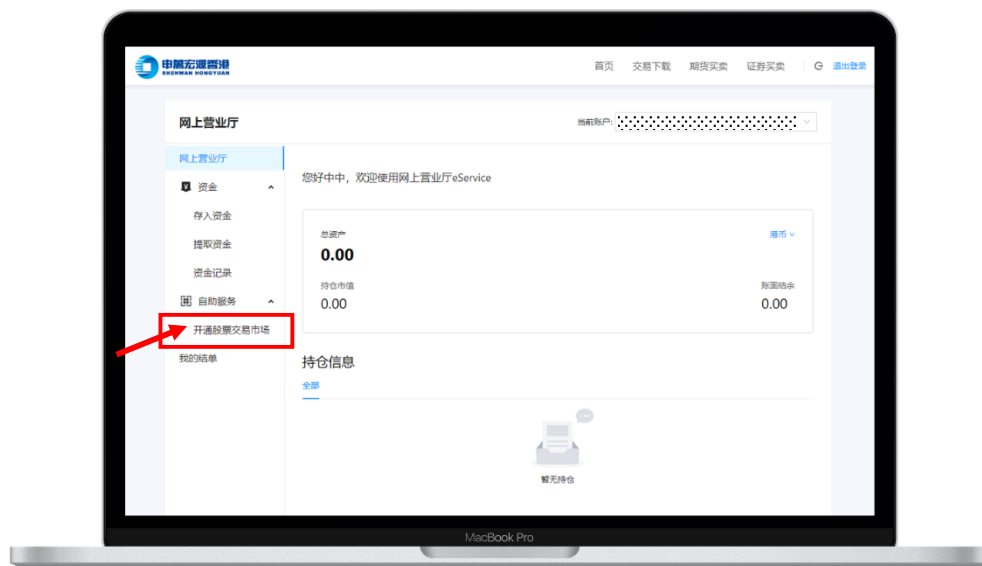 申萬宏源香港
SHENWAN HONGYUAN
首页 交易下载 期货买卖 证券买卖 退出登录
网上营业厅
当前账户:
网上营业厅
资金
存入资金
提取资金
资金记录
自助服务
开通股票交易市场
我的结单
您好中中，欢迎使用网上营业厅eService
总资产
港币
0.00
持仓市值 账面结余
0.00 0.00
持仓信息
全部
暂无持仓
MacBook Pro